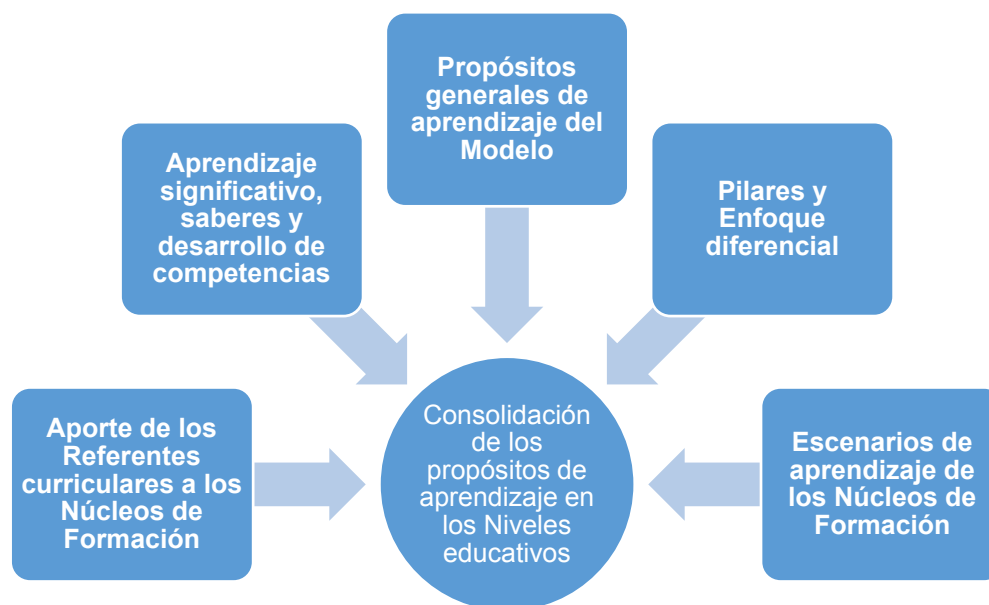 Propósitos
generales de
aprendizaje del
Modelo
Aprendizaje
significativo,
saberes y
desarrollo de
competencias
Pilares y
Enfoque
diferencial
Aporte de los
Referentes
curriculares a los
Núcleos de
Formación
Consolidación
de los
propósitos de
aprendizaje en
los Niveles
educativos
Escenarios de
aprendizaje de
los Núcleos de
Formación